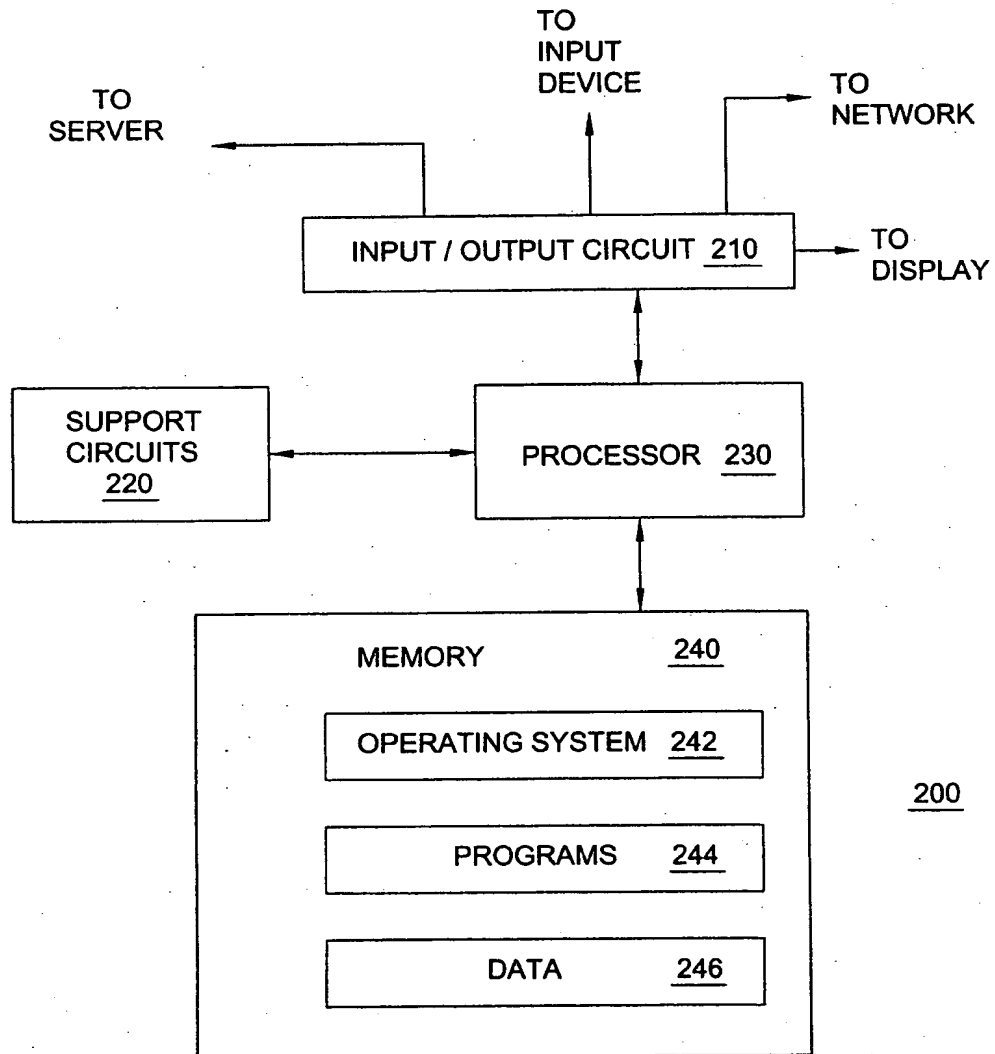 TO
INPUT
DEVICE
TO
SERVER
TO
NETWORK
INPUT / OUTPUT CIRCUIT 210
TO
DISPLAY
SUPPORT
CIRCUITS
220
PROCESSOR 230
MEMORY 240
OPERATING SYSTEM 242
PROGRAMS 244
DATA 246
200